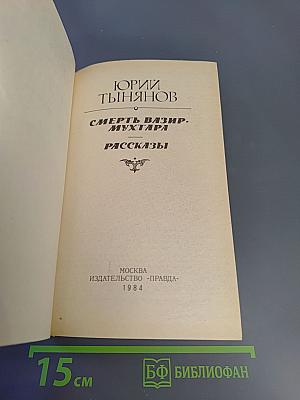 ЮРИЙ
ТЫНЯНОВ
СМЕРТЬ ВАЗИР-
МУХТАРА
РАССКАЗЫ
МОСКВА
ИЗДАТЕЛЬСТВО «ПРАВДА»
1984
15 см
БФ БИБЛИОФАН